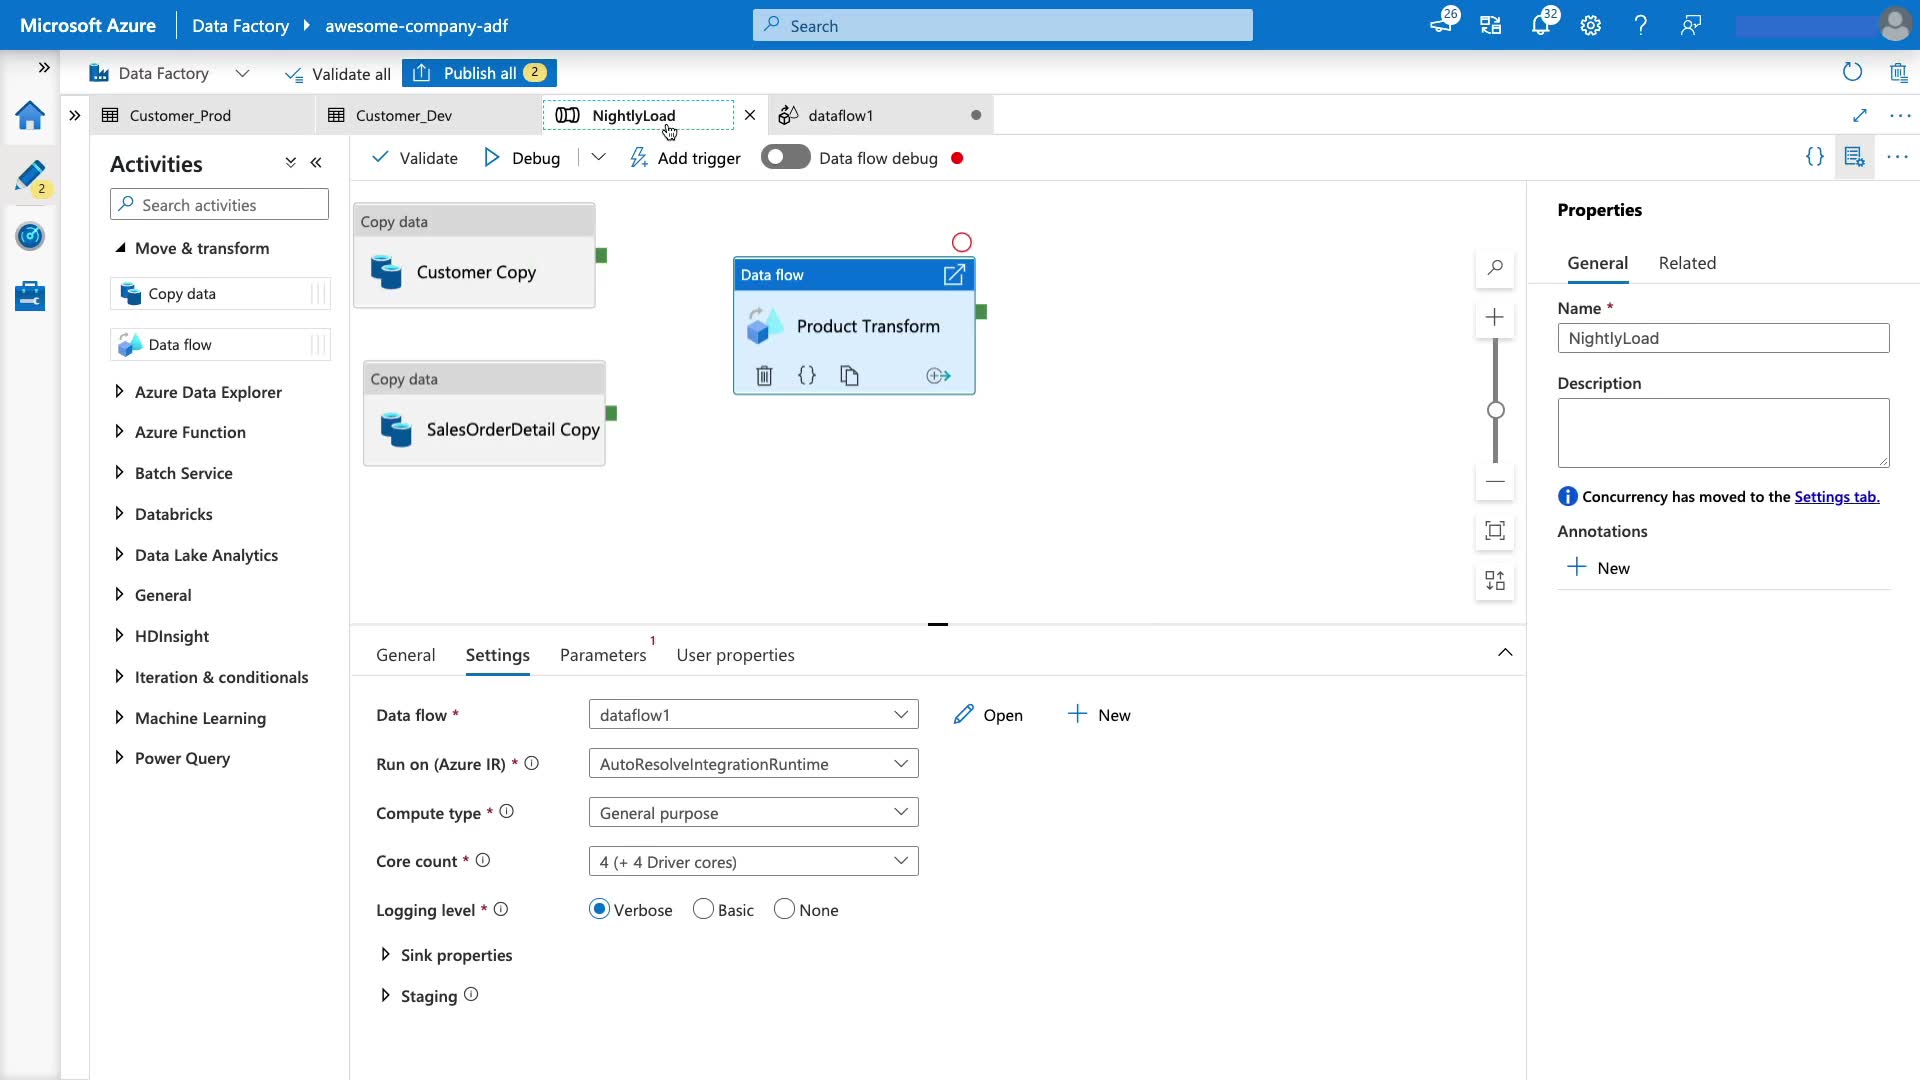 Microsoft Azure
Data Factory
awesome-company-adf
Search
26
32
Data Factory
Validate all
Publish all
2
Customer_Prod
Customer_Dev
NightlyLoad
dataflow1
2
Activities
Search activities
Move & transform
Copy data
Data flow
Azure Data Explorer
Azure Function
Batch Service
Databricks
Data Lake Analytics
General
HDInsight
Iteration & conditionals
Machine Learning
Power Query
Validate
Debug
Add trigger
Data flow debug
Copy data
Customer Copy
Copy data
SalesOrderDetail Copy
Data flow
Product Transform
General
Settings
Parameters
1
User properties
Data flow *
dataflow1
Open
New
Run on (Azure IR) *
AutoResolveIntegrationRuntime
Compute type *
General purpose
Core count *
4 (+ 4 Driver cores)
Logging level *
Verbose
Basic
None
Sink properties
Staging
Properties
General
Related
Name *
NightlyLoad
Description
Concurrency has moved to the Settings tab.
Annotations
New